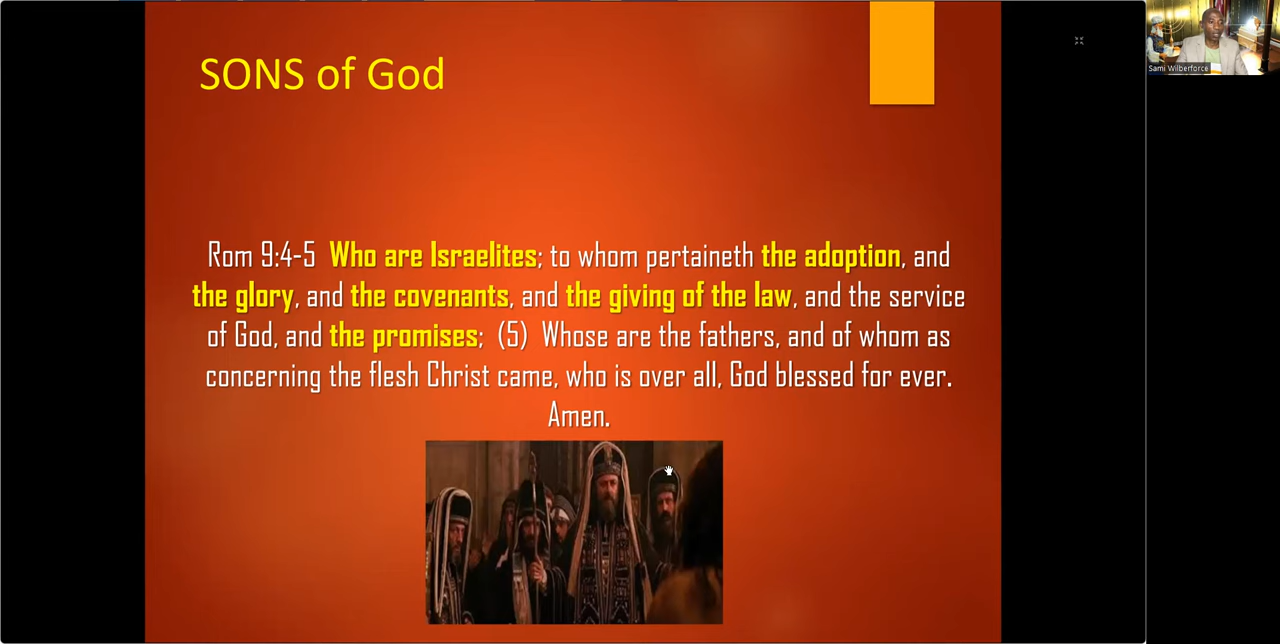 SONS of God
Rom 9:4-5 Who are Israelites; to whom pertaineth the adoption, and
the glory, and the covenants, and the giving of the law, and the service
of God, and the promises; (5) Whose are the fathers, and of whom as
concerning the flesh Christ came, who is over all, God blessed for ever.
Amen.
Sami Wilberforce